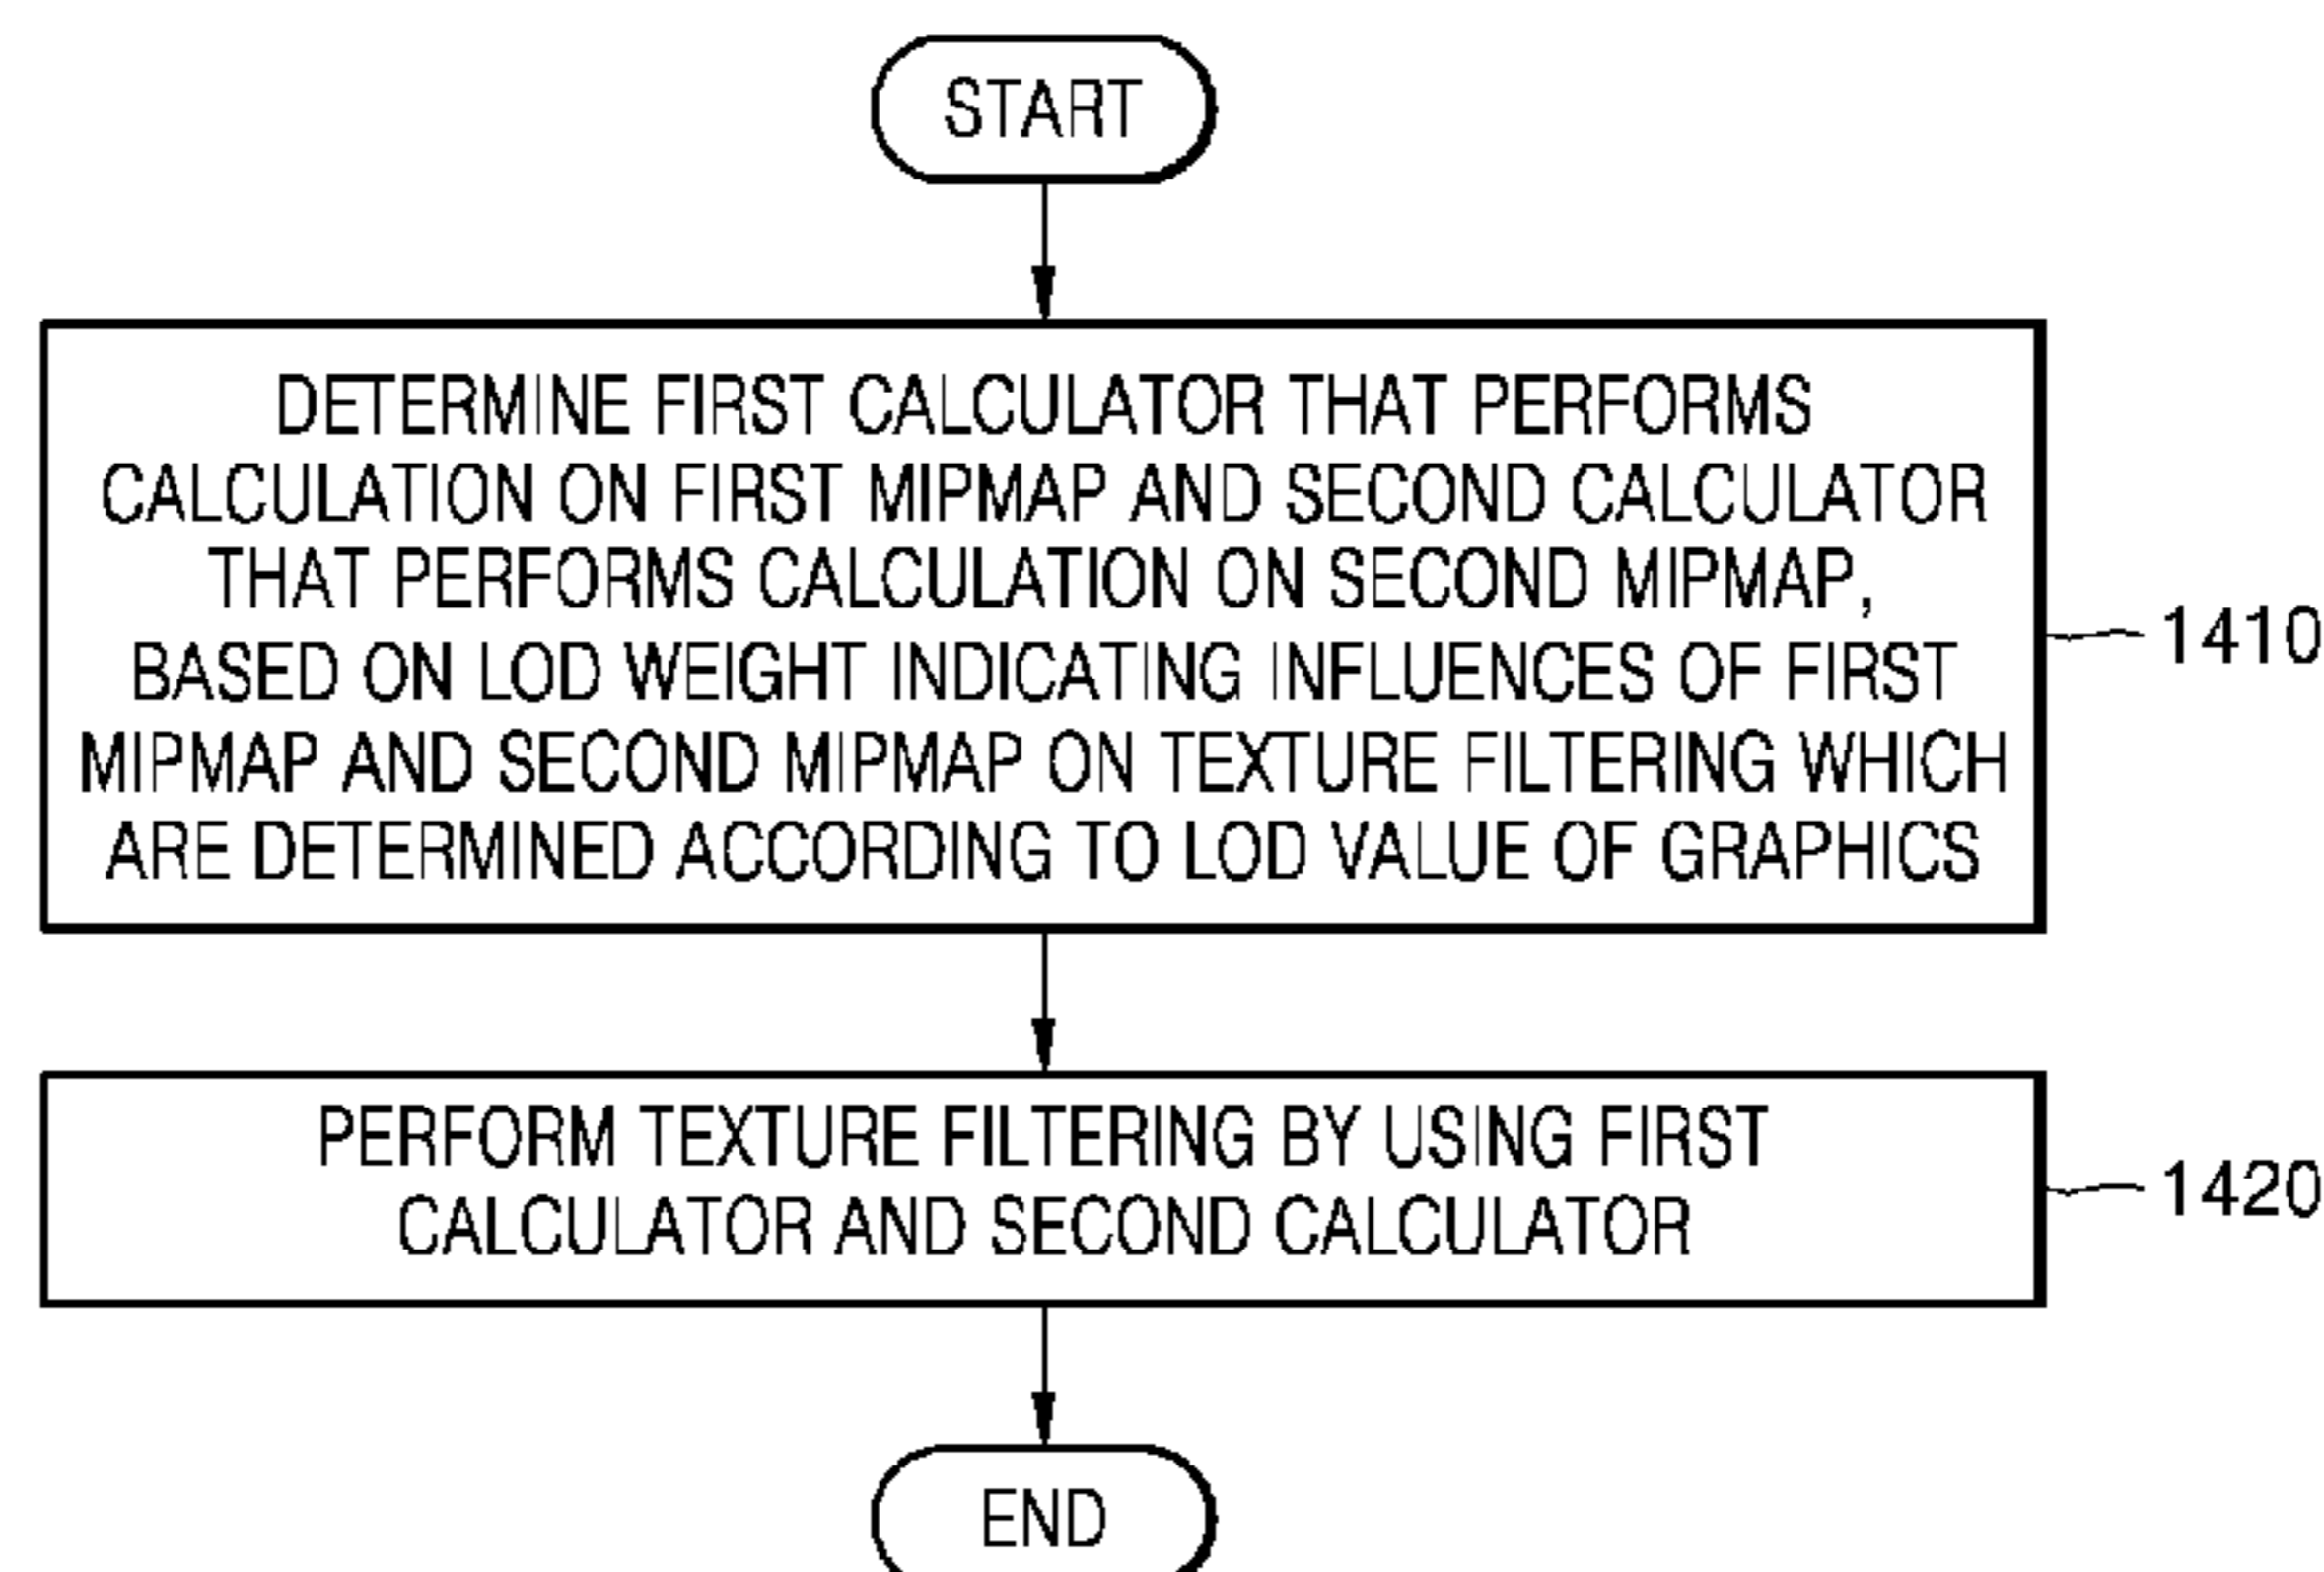 START
DETERMINE FIRST CALCULATOR THAT PERFORMS
CALCULATION ON FIRST MIPMAP AND SECOND CALCULATOR
THAT PERFORMS CALCULATION ON SECOND MIPMAP,
BASED ON LOD WEIGHT INDICATING INFLUENCES OF FIRST
MIPMAP AND SECOND MIPMAP ON TEXTURE FILTERING WHICH
ARE DETERMINED ACCORDING TO LOD VALUE OF GRAPHICS
1410
PERFORM TEXTURE FILTERING BY USING FIRST
CALCULATOR AND SECOND CALCULATOR
1420
END